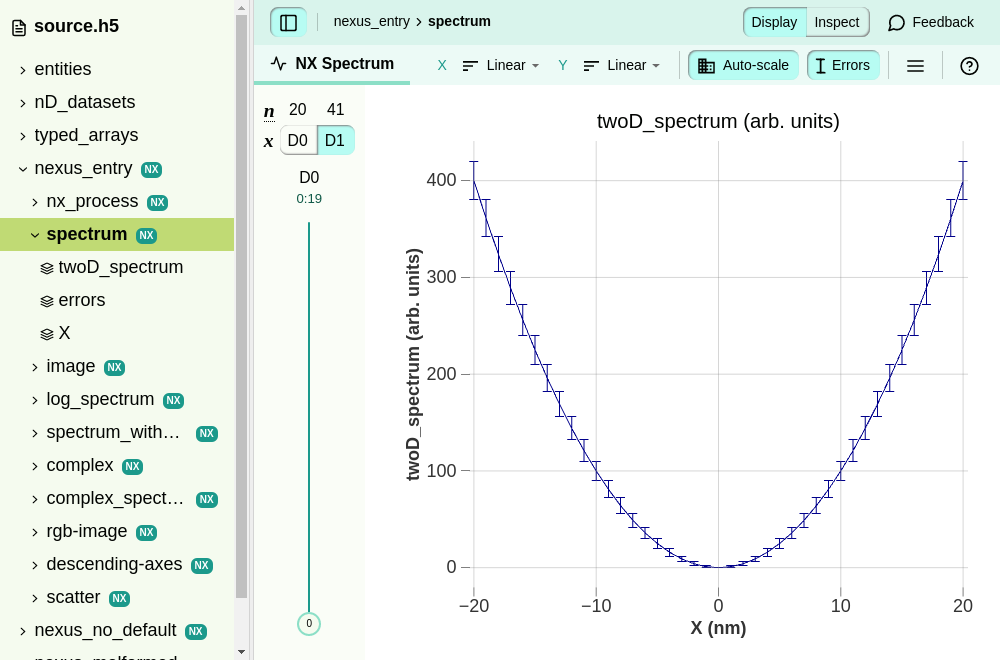 source.h5
entities
nD_datasets
typed_arrays
nexus_entry NX
nx_process NX
spectrum NX
twoD_spectrum
errors
X
image NX
log_spectrum NX
spectrum_with… NX
complex NX
complex_spect… NX
rgb-image NX
descending-axes NX
scatter NX
nexus_no_default NX
nexus_entry > spectrum
Display Inspect Feedback
NX Spectrum X Linear Y Linear Auto-scale Errors
n 20 41
x D0 D1
D0
0:19
0
twoD_spectrum (arb. units)
twoD_spectrum (arb. units)
400
300
200
100
0
−20 −10 0 10 20
X (nm)